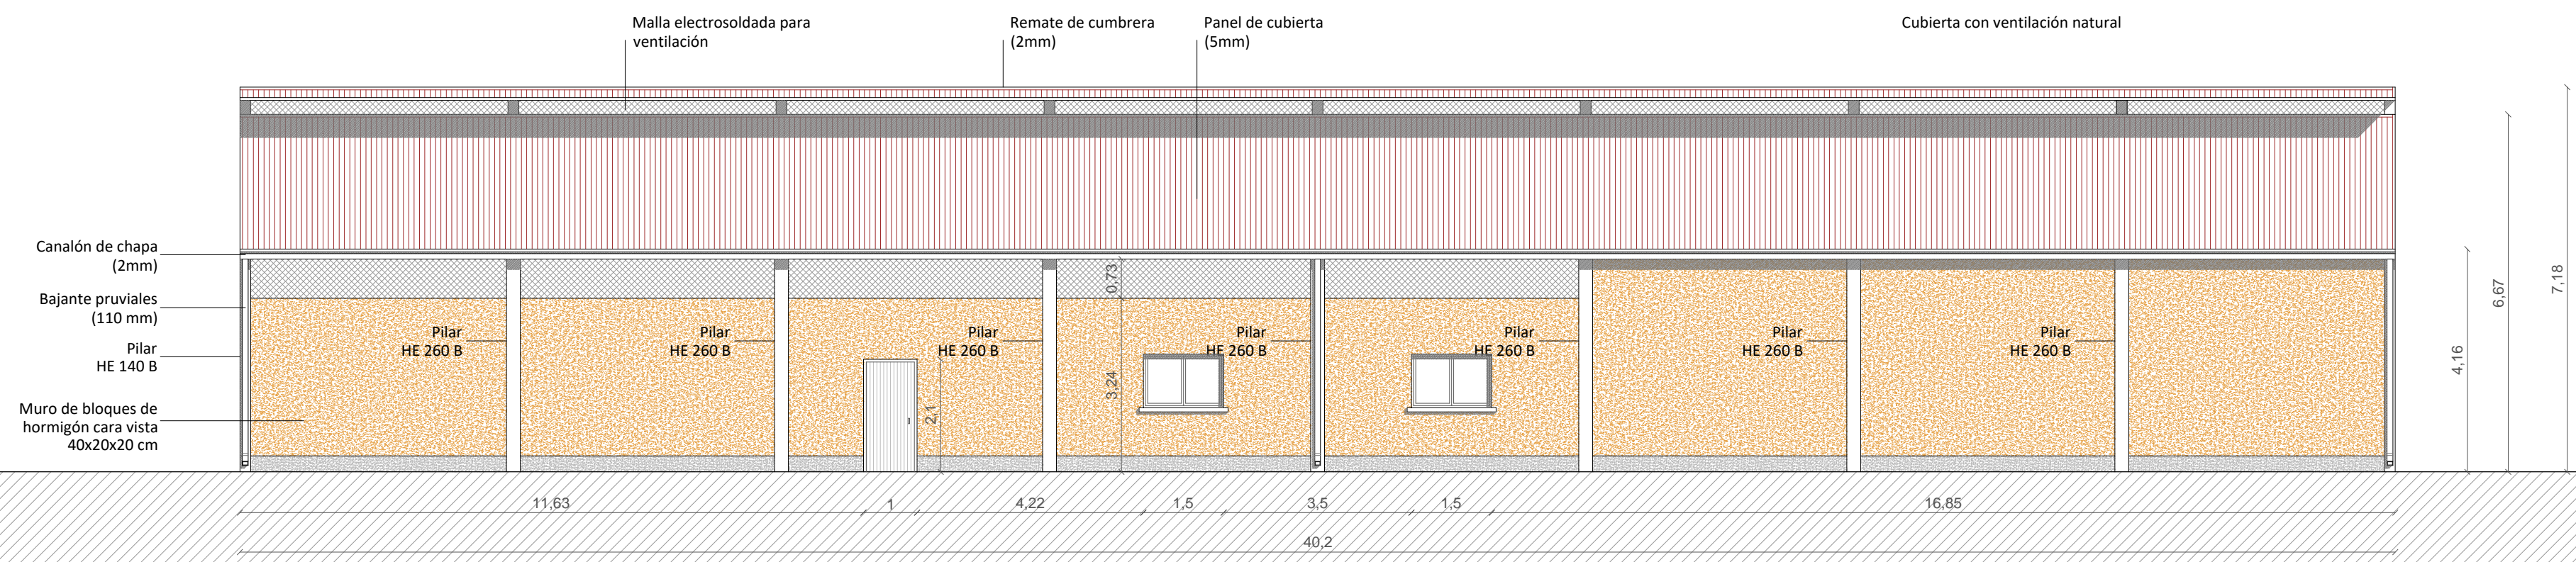 Malla electrosoldada para
ventilación
Remate de cumbrera
(2mm)
Panel de cubierta
(5mm)
Cubierta con ventilación natural
Canalón de chapa
(2mm)
Bajante pruviales
(110 mm)
Pilar
HE 140 B
Muro de bloques de
hormigón cara vista
40x20x20 cm
Pilar
HE 260 B
Pilar
HE 260 B
Pilar
HE 260 B
Pilar
HE 260 B
Pilar
HE 260 B
Pilar
HE 260 B
Pilar
HE 260 B
0,73
3,24
2,1
4,16
6,67
7,18
11,63
1
4,22
1,5
3,5
1,5
16,85
40,2